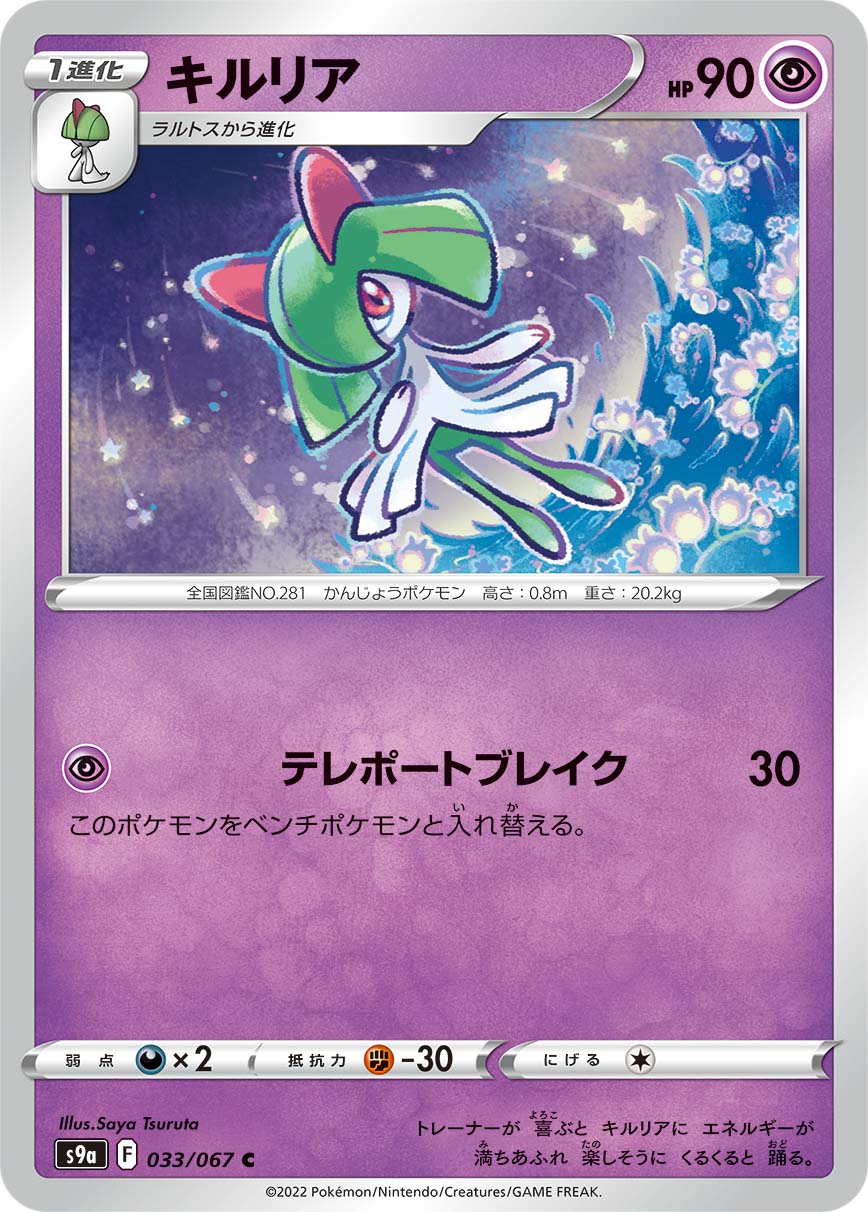 1進化
キルリア
HP90
ラルトスから進化
全国図鑑NO.281 かんじょうポケモン 高さ:0.8m 重さ:20.2kg
テレポートブレイク 30
このポケモンをベンチポケモンと入れ替える。
弱点 ×2 抵抗力 -30 にげる
Illus.Saya Tsuruta
トレーナーが 喜ぶと キルリアに エネルギーが
満ちあふれ 楽しそうに くるくると 踊る。
s9a F 033/067 C
©2022 Pokémon/Nintendo/Creatures/GAME FREAK.